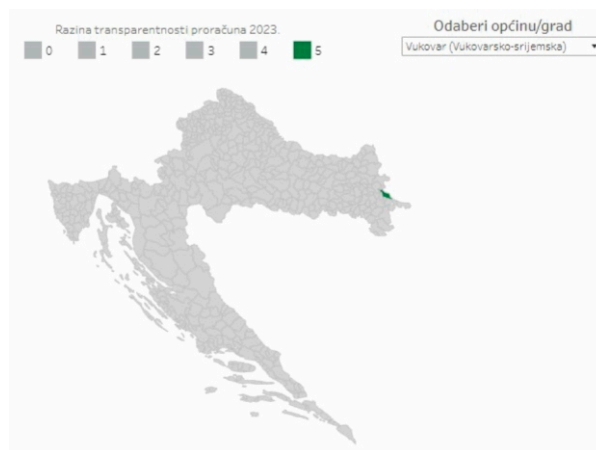 Razina transparentnosti proračuna 2023.
0 1 2 3 4 5
Odaberi općinu/grad
Vukovar (Vukovarsko-srijemska)